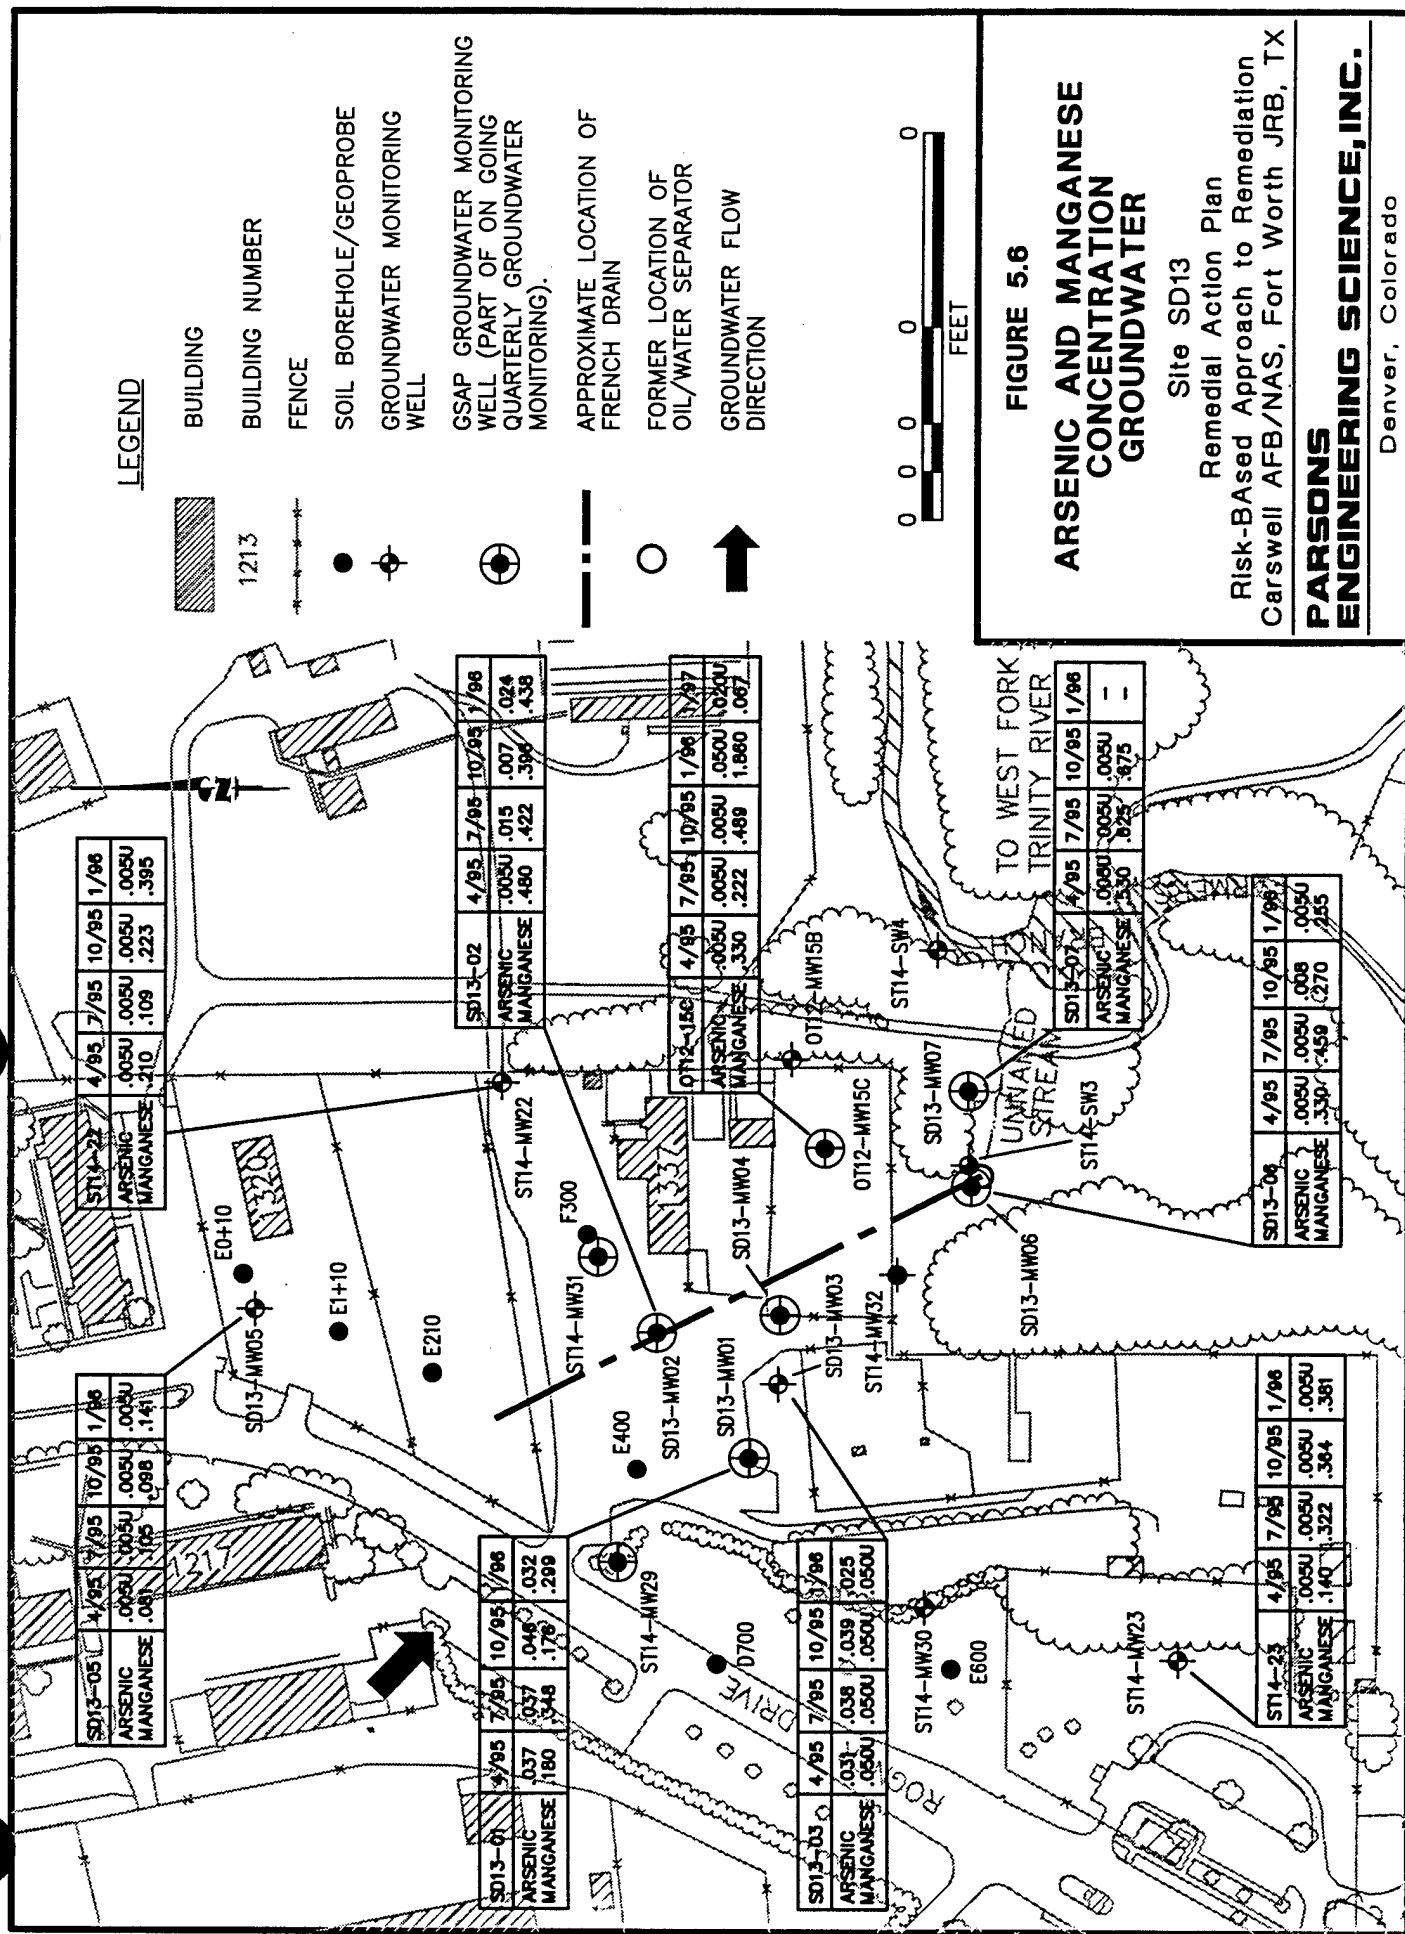 LEGEND
BUILDING
1213
BUILDING NUMBER
FENCE
SOIL BOREHOLE/GEOPROBE
GROUNDWATER MONITORING
WELL
GSAP GROUNDWATER MONITORING
WELL (PART OF ON GOING
QUARTERLY GROUNDWATER
MONITORING).
APPROXIMATE LOCATION OF
FRENCH DRAIN
FORMER LOCATION OF
OIL/WATER SEPARATOR
GROUNDWATER FLOW
DIRECTION
0 0 0 0
FEET
FIGURE 5.6
ARSENIC AND MANGANESE
CONCENTRATION
GROUNDWATER
Site SD13
Remedial Action Plan
Risk-BAsed Approach to Remediation
Carswell AFB/NAS, Fort Worth JRB, TX
PARSONS
ENGINEERING SCIENCE, INC.
Denver, Colorado
SD13-05 4/95 7/95 10/95 1/96
ARSENIC .005U .005U .005U .005U
MANGANESE .081 .105 .098 .141
ST14-22 4/95 7/95 10/95 1/96
ARSENIC .005U .005U .005U .005U
MANGANESE .210 .109 .223 .395
SD13-02 4/95 7/95 10/95 1/96
ARSENIC .005U .015 .007 .024
MANGANESE .480 .422 .396 .438
OT12-15C 4/95 7/95 10/95 1/96 1/97
ARSENIC .005U .005U .005U .050U .020U
MANGANESE .330 .222 .489 1.860 .067
SD13-07 4/95 7/95 10/95 1/96
ARSENIC .005U .005U .005U –
MANGANESE .530 .625 .675 –
SD13-06 4/95 7/95 10/95 1/96
ARSENIC .005U .005U .008 .005U
MANGANESE .330 .459 .270 .255
SD13-01 4/95 7/95 10/95 1/96
ARSENIC .037 .037 .046 .032
MANGANESE .180 .348 .176 .299
SD13-03 4/95 7/95 10/95 1/96
ARSENIC .031 .038 .039 .025
MANGANESE .050U .050U .050U .050U
ST14-23 4/95 7/95 10/95 1/96
ARSENIC .005U .005U .005U .005U
MANGANESE .140 .322 .364 .381
1217
1320
1337
E0+10
SD13-MW05
E1+10
E210
ST14-MW22
F300
ST14-MW31
E400
SD13-MW02
SD13-MW01
SD13-MW04
SD13-MW03
ST14-MW32
OT12-MW15C
OT12-MW15B
ST14-SW4
SD13-MW07
UNNAMED
STREAM
ST14-SW3
SD13-MW06
TO WEST FORK
TRINITY RIVER
ST14-MW29
D700
DRIVE
ST14-MW30
E600
ST14-MW23